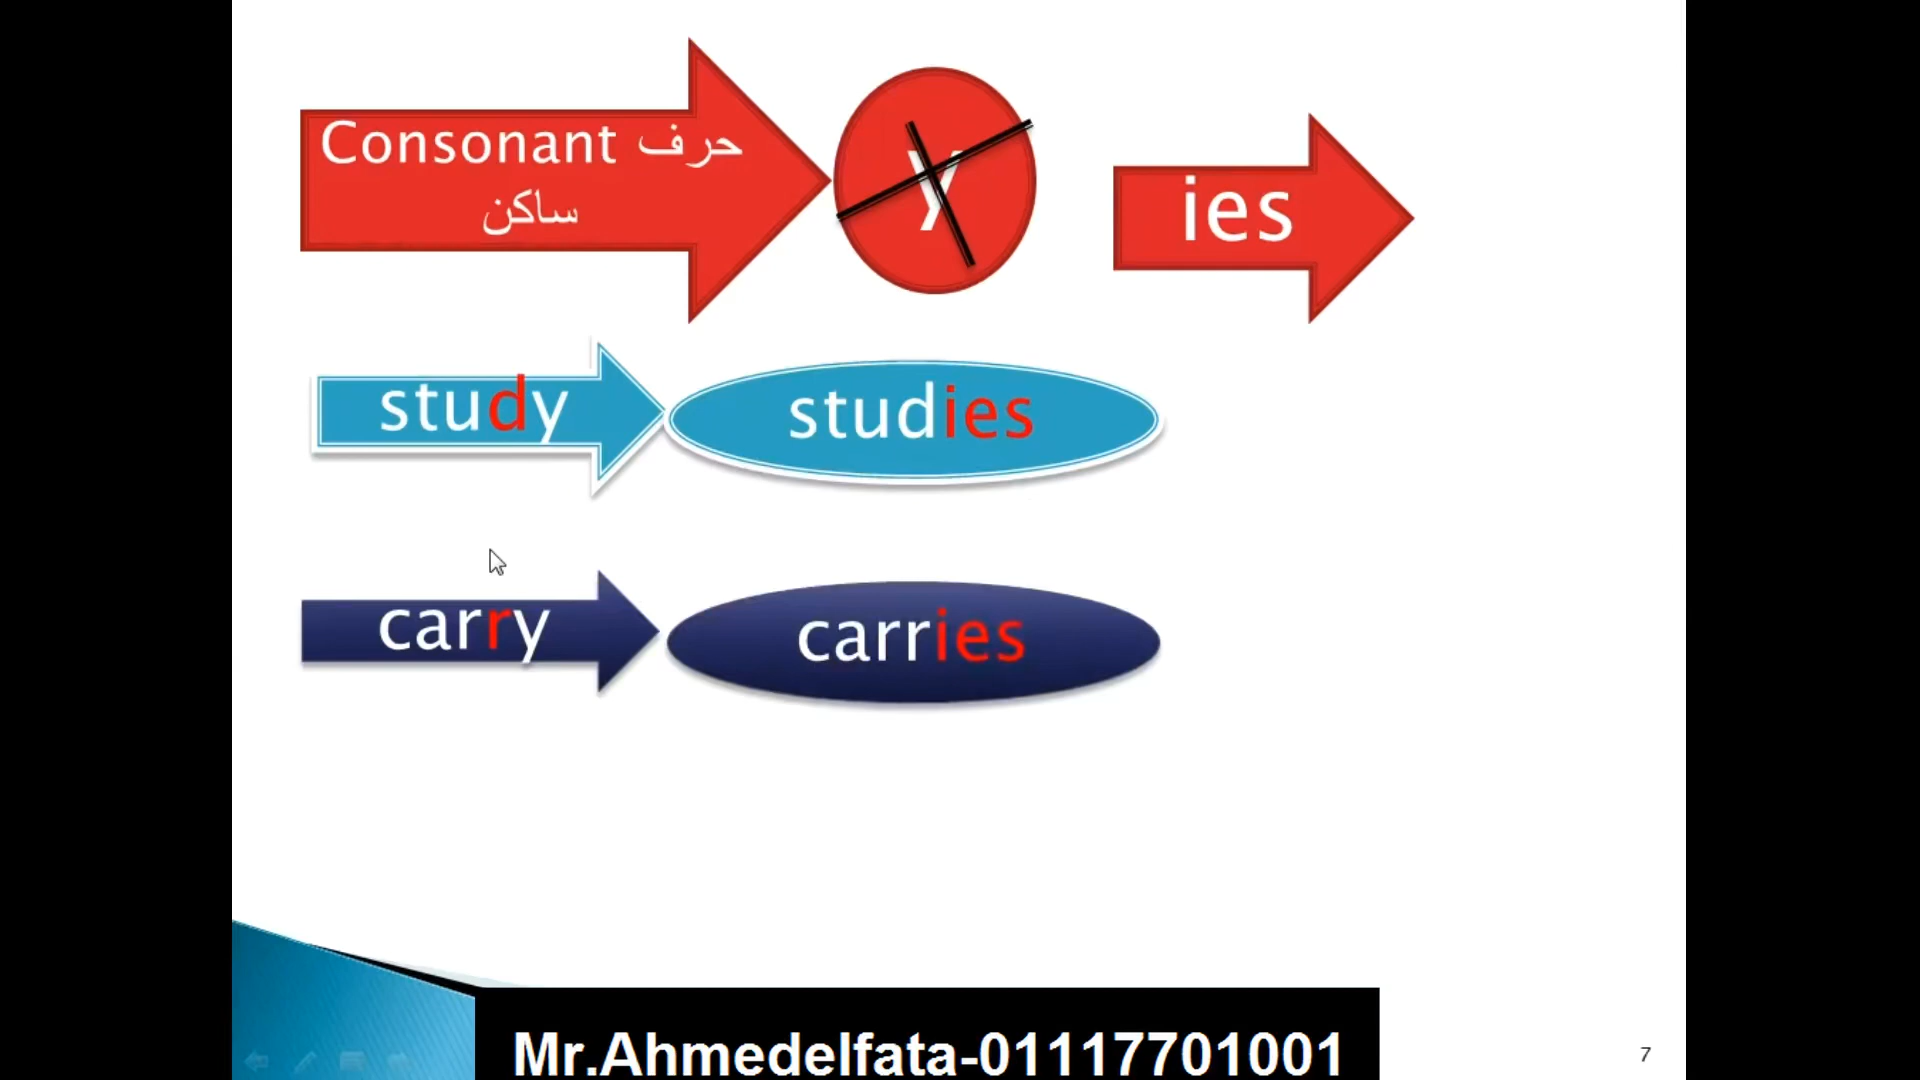 Consonant حرف
ساكن
y
ies
study
studies
carry
carries
Mr.Ahmedelfata-01117701001
7